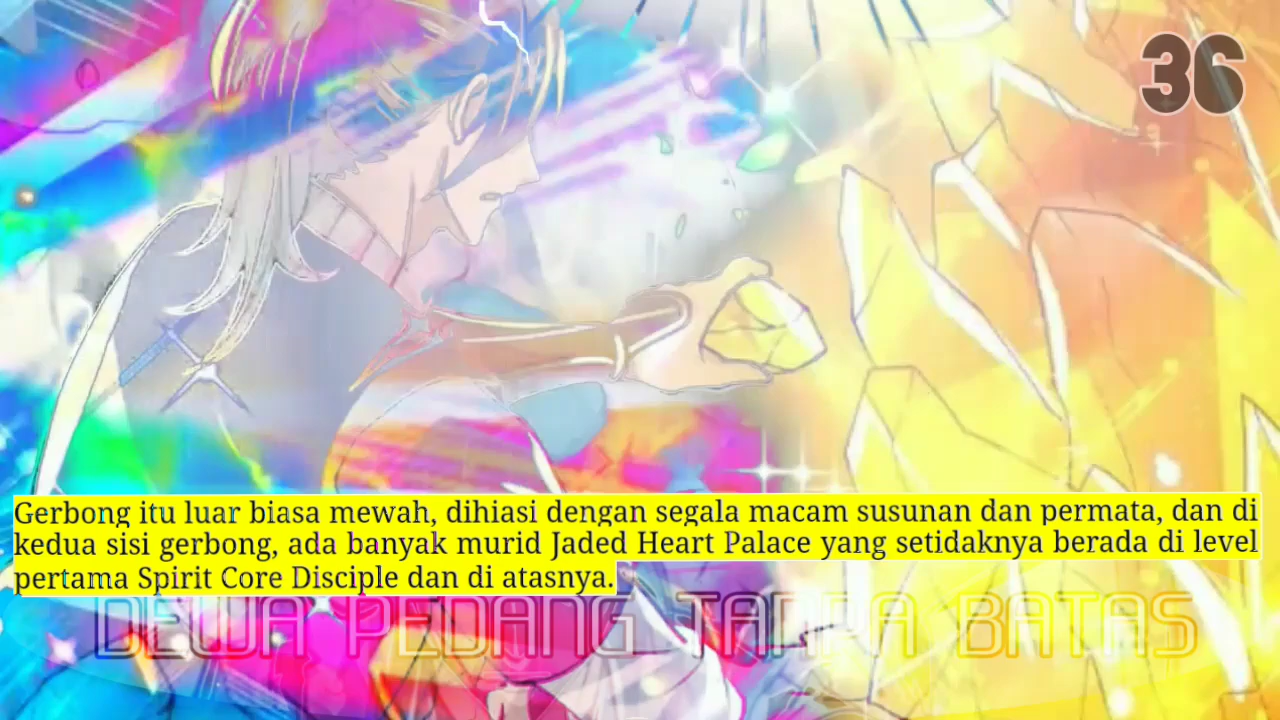 36
Gerbong itu luar biasa mewah, dihiasi dengan segala macam susunan dan permata, dan di
kedua sisi gerbong, ada banyak murid Jaded Heart Palace yang setidaknya berada di level
pertama Spirit Core Disciple dan di atasnya.
DEWA PEDANG TANPA BATAS